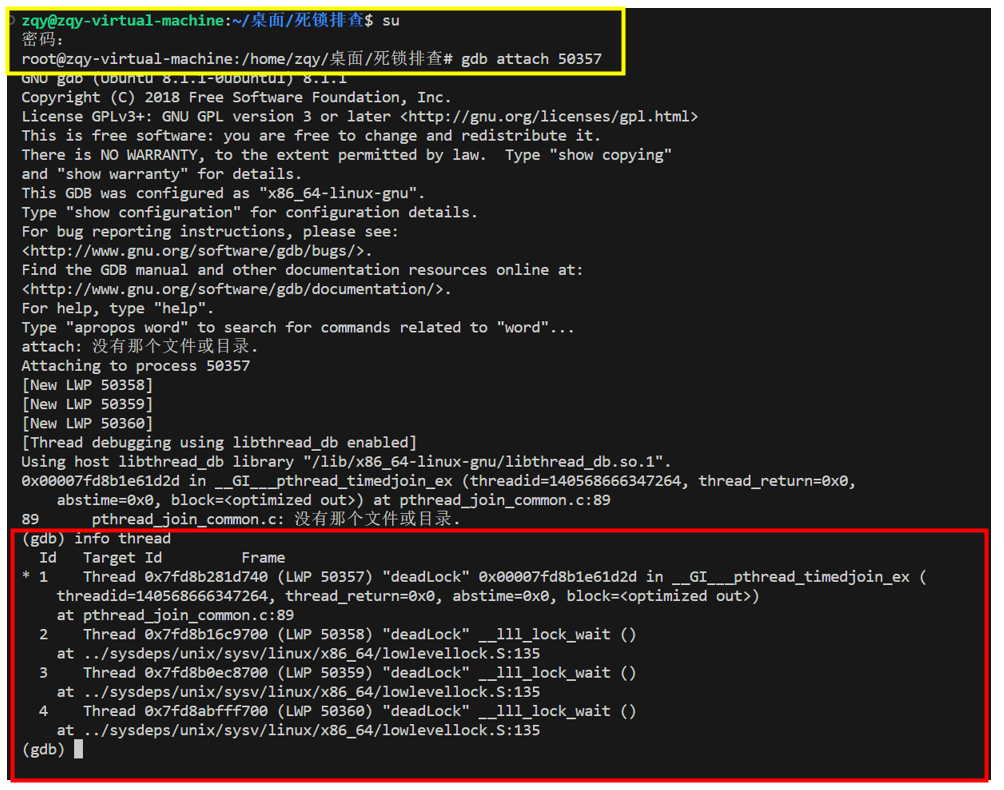 zqy@zqy-virtual-machine:~/桌面/死锁排查$ su
密码：
root@zqy-virtual-machine:/home/zqy/桌面/死锁排查# gdb attach 50357
GNU gdb (Ubuntu 8.1.1-0ubuntu1) 8.1.1
Copyright (C) 2018 Free Software Foundation, Inc.
License GPLv3+: GNU GPL version 3 or later <http://gnu.org/licenses/gpl.html>
This is free software: you are free to change and redistribute it.
There is NO WARRANTY, to the extent permitted by law.  Type "show copying"
and "show warranty" for details.
This GDB was configured as "x86_64-linux-gnu".
Type "show configuration" for configuration details.
For bug reporting instructions, please see:
<http://www.gnu.org/software/gdb/bugs/>.
Find the GDB manual and other documentation resources online at:
<http://www.gnu.org/software/gdb/documentation/>.
For help, type "help".
Type "apropos word" to search for commands related to "word"...
attach: 没有那个文件或目录.
Attaching to process 50357
[New LWP 50358]
[New LWP 50359]
[New LWP 50360]
[Thread debugging using libthread_db enabled]
Using host libthread_db library "/lib/x86_64-linux-gnu/libthread_db.so.1".
0x00007fd8b1e61d2d in __GI___pthread_timedjoin_ex (threadid=140568666347264, thread_return=0x0,
    abstime=0x0, block=<optimized out>) at pthread_join_common.c:89
89      pthread_join_common.c: 没有那个文件或目录.
(gdb) info thread
  Id   Target Id         Frame
* 1    Thread 0x7fd8b281d740 (LWP 50357) "deadLock" 0x00007fd8b1e61d2d in __GI___pthread_timedjoin_ex (
    threadid=140568666347264, thread_return=0x0, abstime=0x0, block=<optimized out>)
    at pthread_join_common.c:89
  2    Thread 0x7fd8b16c9700 (LWP 50358) "deadLock" __lll_lock_wait ()
    at ../sysdeps/unix/sysv/linux/x86_64/lowlevellock.S:135
  3    Thread 0x7fd8b0ec8700 (LWP 50359) "deadLock" __lll_lock_wait ()
    at ../sysdeps/unix/sysv/linux/x86_64/lowlevellock.S:135
  4    Thread 0x7fd8abfff700 (LWP 50360) "deadLock" __lll_lock_wait ()
    at ../sysdeps/unix/sysv/linux/x86_64/lowlevellock.S:135
(gdb)